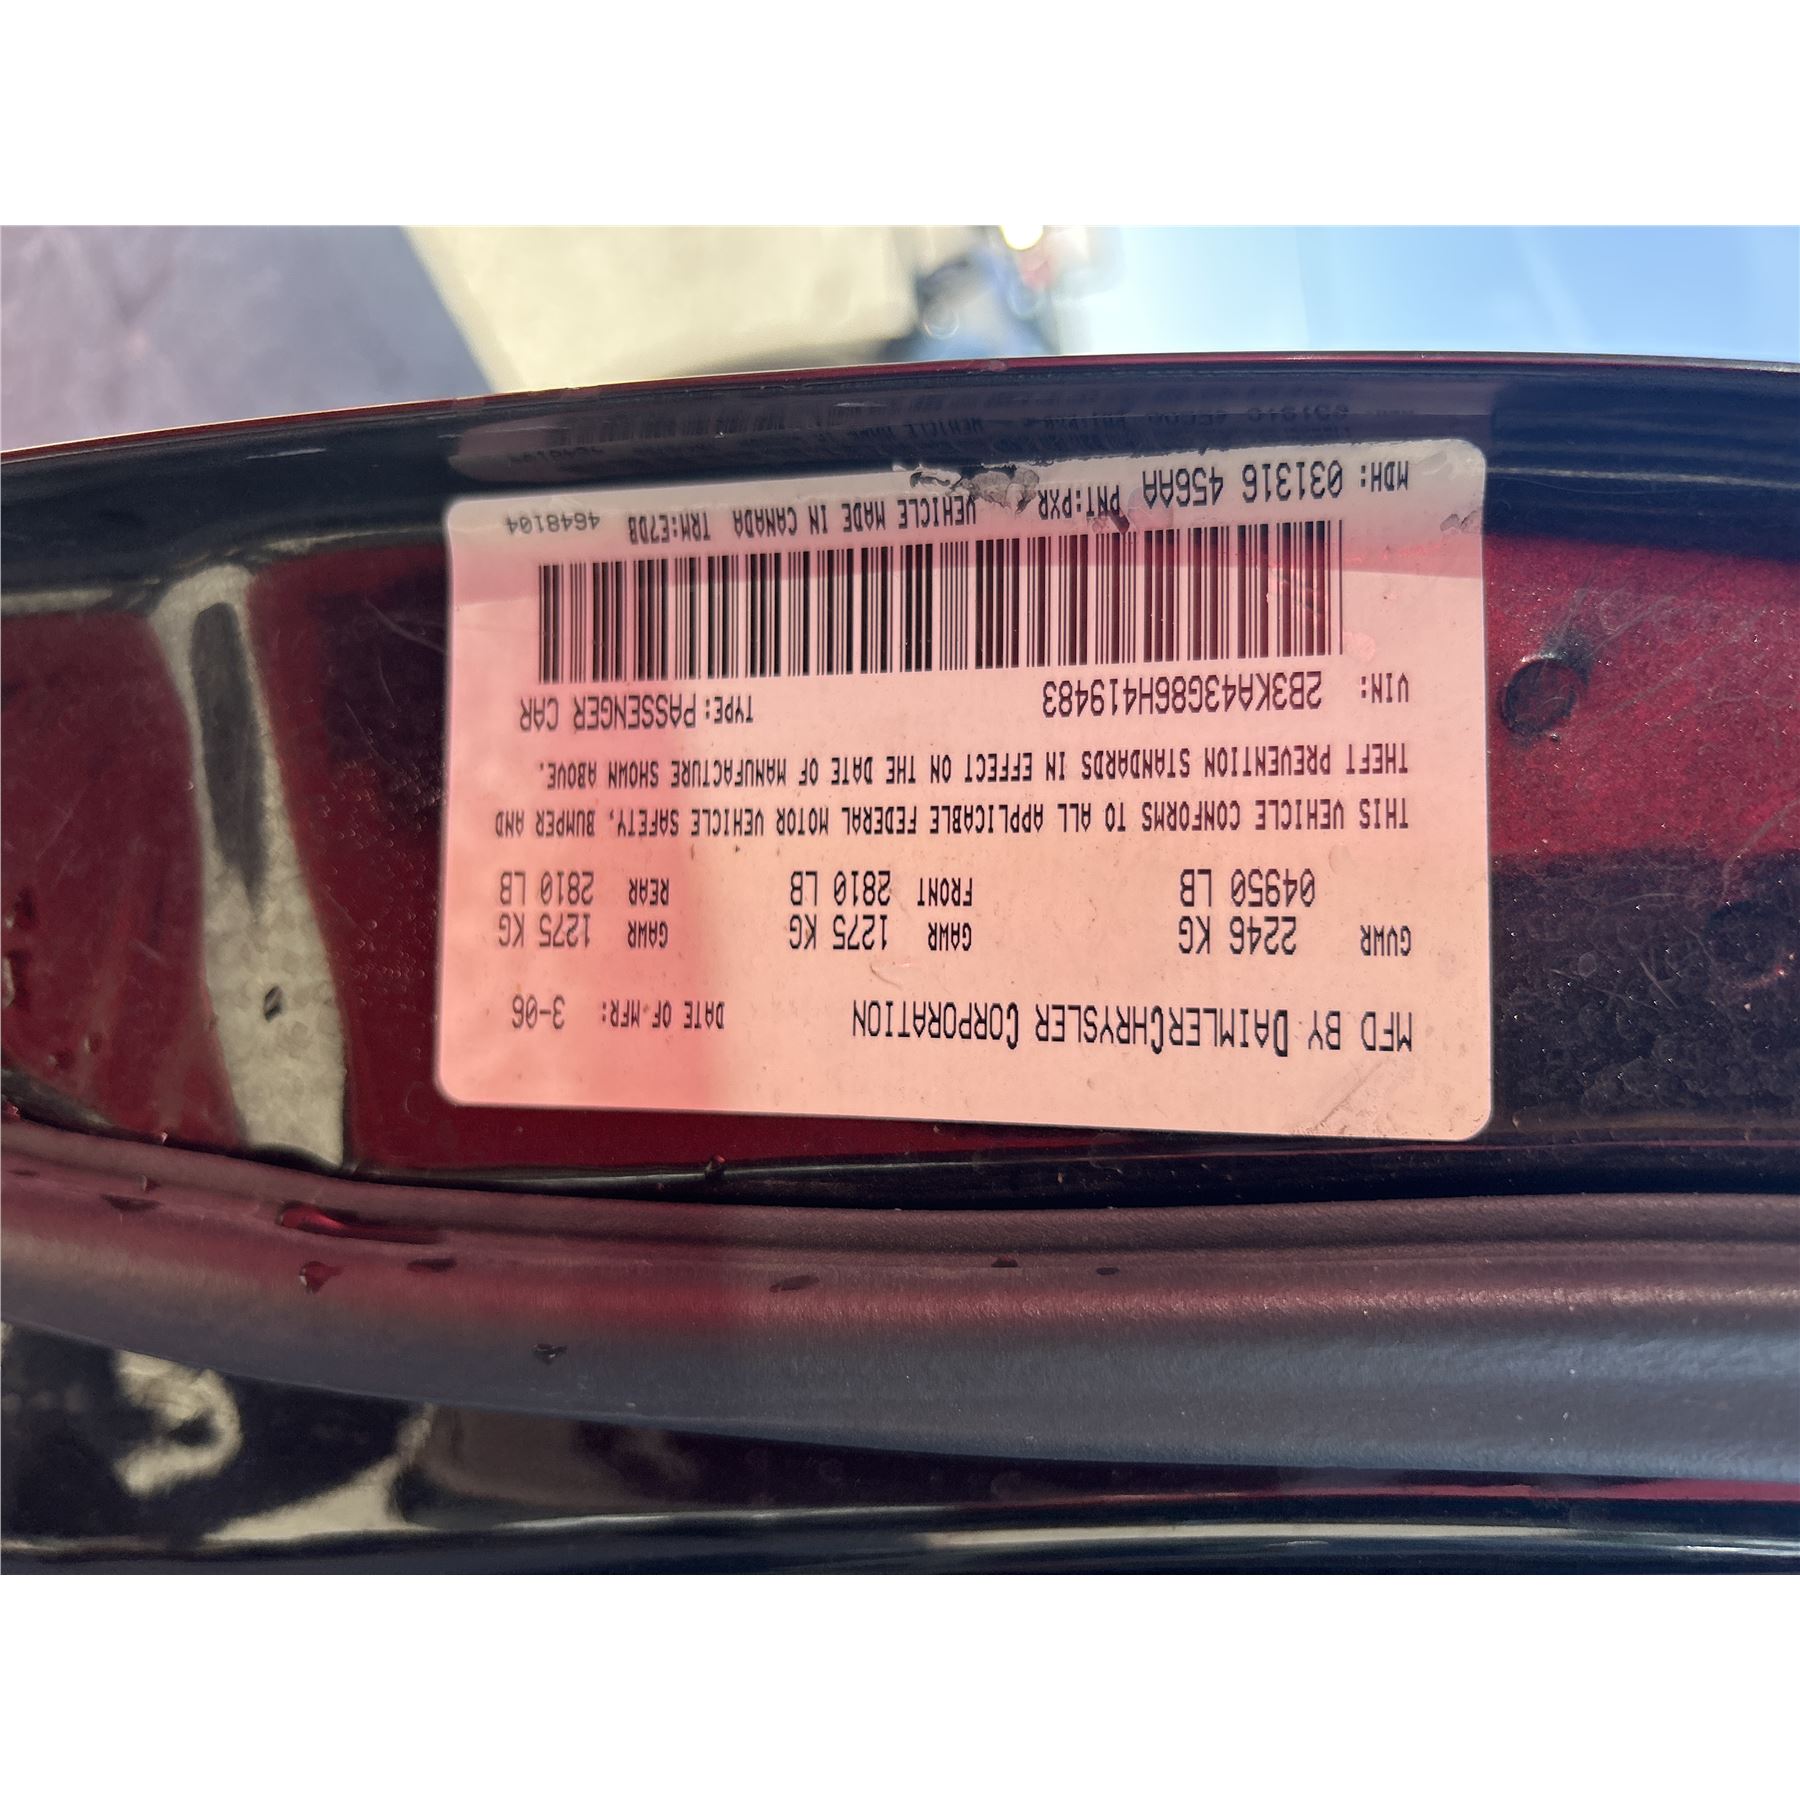 MFD BY DAIMLERCHRYSLER CORPORATION DATE OF MFR: 3-06
GVWR 2246 KG GAWR 1275 KG GAWR 1275 KG
04950 LB FRONT 2810 LB REAR 2810 LB
THIS VEHICLE CONFORMS TO ALL APPLICABLE FEDERAL MOTOR VEHICLE SAFETY, BUMPER AND
THEFT PREVENTION STANDARDS IN EFFECT ON THE DATE OF MANUFACTURE SHOWN ABOVE.
VIN: 2B3KA43G86H419483 TYPE: PASSENGER CAR
MDH: 031316 456AA PNT:PXR VEHICLE MADE IN CANADA TRM:E7DB 4648104